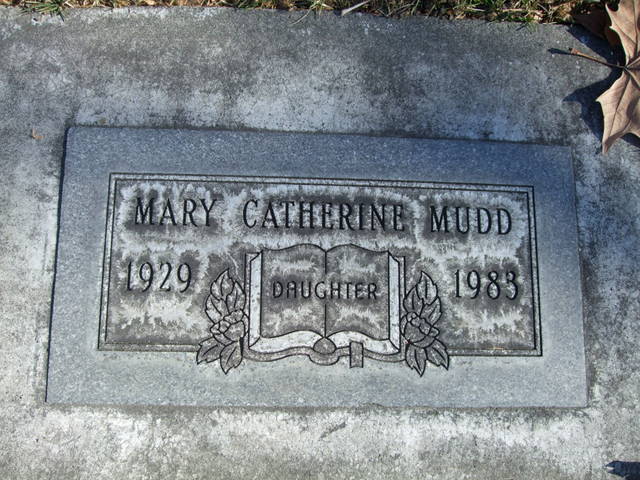 MARY CATHERINE MUDD
1929 DAUGHTER 1983